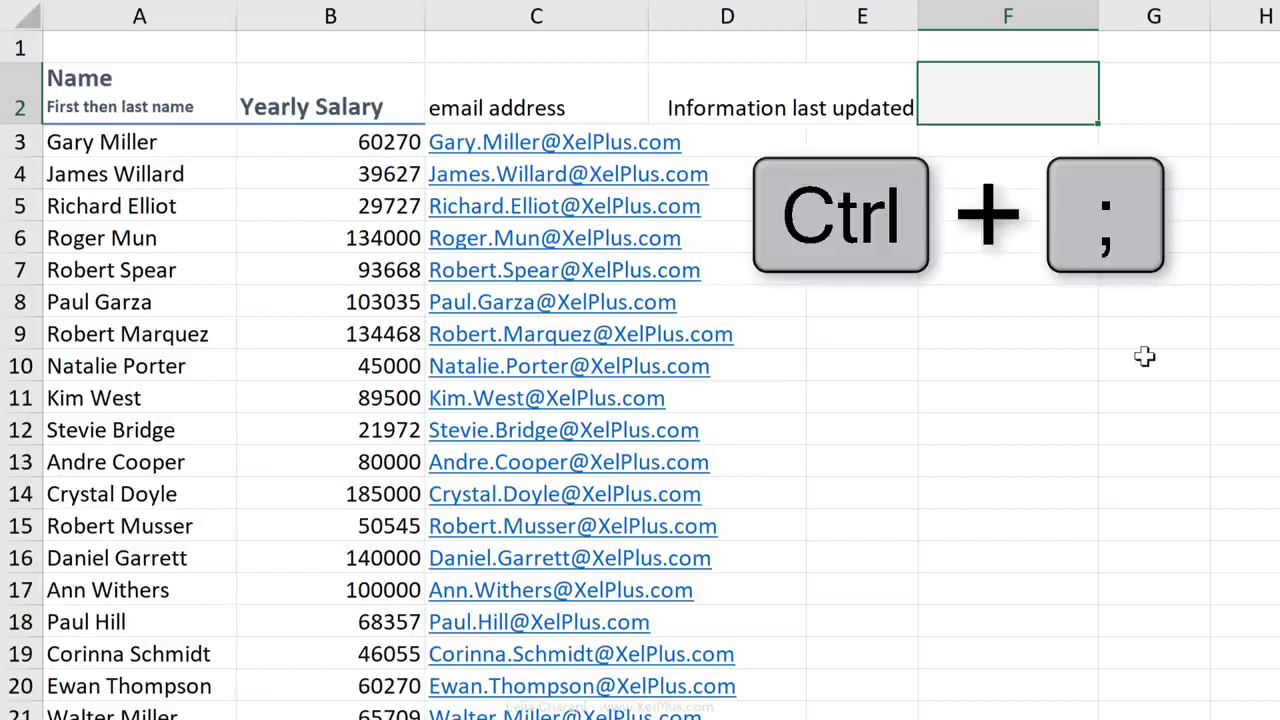 A B C D E F G H
1
Name
2 First then last name Yearly Salary email address Information last updated
3 Gary Miller 60270 Gary.Miller@XelPlus.com
4 James Willard 39627 James.Willard@XelPlus.com
Ctrl + ;
5 Richard Elliot 29727 Richard.Elliot@XelPlus.com
6 Roger Mun 134000 Roger.Mun@XelPlus.com
7 Robert Spear 93668 Robert.Spear@XelPlus.com
8 Paul Garza 103035 Paul.Garza@XelPlus.com
9 Robert Marquez 134468 Robert.Marquez@XelPlus.com
10 Natalie Porter 45000 Natalie.Porter@XelPlus.com
11 Kim West 89500 Kim.West@XelPlus.com
12 Stevie Bridge 21972 Stevie.Bridge@XelPlus.com
13 Andre Cooper 80000 Andre.Cooper@XelPlus.com
14 Crystal Doyle 185000 Crystal.Doyle@XelPlus.com
15 Robert Musser 50545 Robert.Musser@XelPlus.com
16 Daniel Garrett 140000 Daniel.Garrett@XelPlus.com
17 Ann Withers 100000 Ann.Withers@XelPlus.com
18 Paul Hill 68357 Paul.Hill@XelPlus.com
19 Corinna Schmidt 46055 Corinna.Schmidt@XelPlus.com
20 Ewan Thompson 60270 Ewan.Thompson@XelPlus.com
21 Walter Miller 65709 Walter.Miller@XelPlus.com